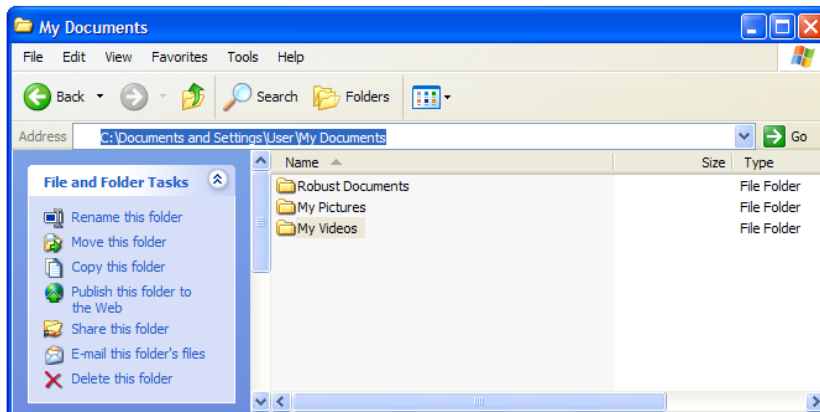 My Documents
File Edit View Favorites Tools Help
Back Search Folders
Address C:\Documents and Settings\User\My Documents Go
File and Folder Tasks
Rename this folder
Move this folder
Copy this folder
Publish this folder to
the Web
Share this folder
E-mail this folder's files
Delete this folder
Name Size Type
Robust Documents File Folder
My Pictures File Folder
My Videos File Folder